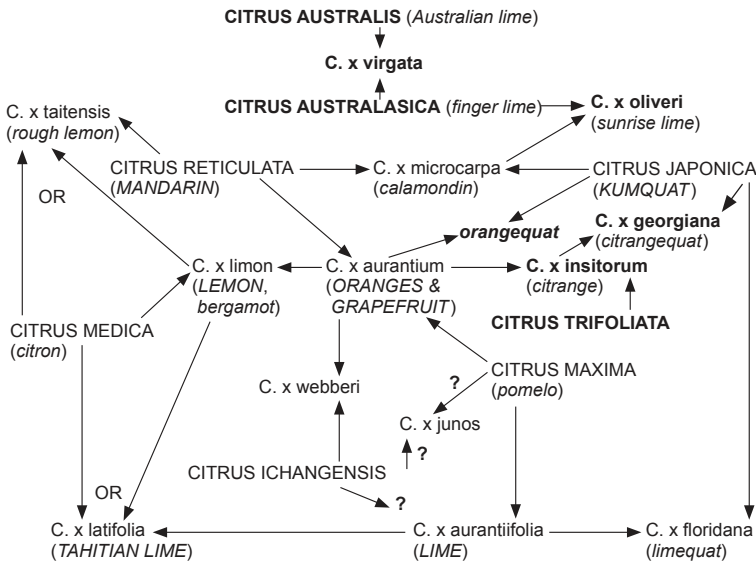 CITRUS AUSTRALIS (Australian lime)
C. x virgata
CITRUS AUSTRALASICA (finger lime)
C. x oliveri
(sunrise lime)
C. x taitensis
(rough lemon)
CITRUS RETICULATA
(MANDARIN)
C. x microcarpa
(calamondin)
CITRUS JAPONICA
(KUMQUAT)
OR
orangequat
C. x georgiana
(citrangequat)
C. x limon
(LEMON,
bergamot)
C. x aurantium
(ORANGES &
GRAPEFRUIT)
C. x insitorum
(citrange)
CITRUS MEDICA
(citron)
CITRUS TRIFOLIATA
C. x webberi
?
CITRUS MAXIMA
(pomelo)
C. x junos
?
CITRUS ICHANGENSIS
?
OR
C. x latifolia
(TAHITIAN LIME)
C. x aurantiifolia
(LIME)
C. x floridana
(limequat)